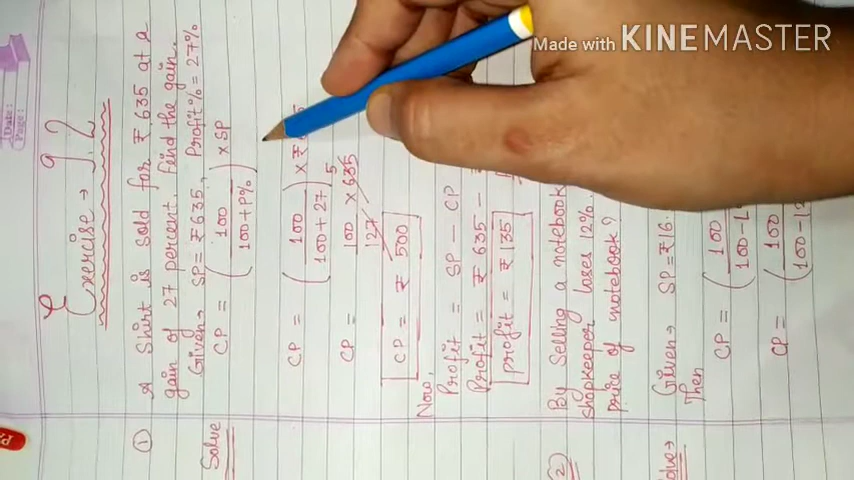 Made with KINEMASTER
Date:
Page:
Exercise → 9.2
① A Shirt is sold for ₹.635 at a
gain of 27 percent. Find the gain.
Solve Given→ SP = ₹635, Profit% = 27%
CP = (100 / 100+P%) × SP
CP = (100 / 100+27) × ₹
CP = 100 × 635 / 127 5
CP = ₹ 500
Now,
Profit = SP - CP
Profit = ₹ 635 -
profit = ₹ 135
② By Selling a notebook
shopkeeper loses 12%.
price of notebook?
Given→ SP = ₹16.
Then
CP = (100 / 100-L
CP = (100 / 100-12